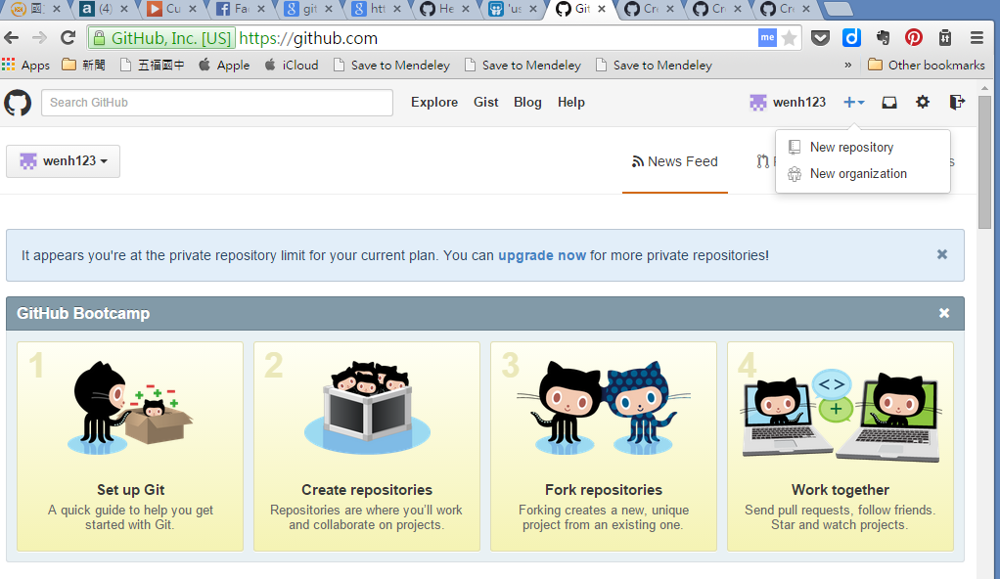 (4)
Cu
Fa
git
htt
He
'us
Git
Cr
Cr
Cr
GitHub, Inc. [US] https://github.com
me
Apps 新聞 五福國中 Apple iCloud Save to Mendeley Save to Mendeley Save to Mendeley » Other bookmarks
Search GitHub Explore Gist Blog Help wenh123
New repository
New organization
wenh123 News Feed
It appears you're at the private repository limit for your current plan. You can upgrade now for more private repositories!
GitHub Bootcamp
1
Set up Git
A quick guide to help you get
started with Git.
2
Create repositories
Repositories are where you'll work
and collaborate on projects.
3
Fork repositories
Forking creates a new, unique
project from an existing one.
4
Work together
Send pull requests, follow friends.
Star and watch projects.